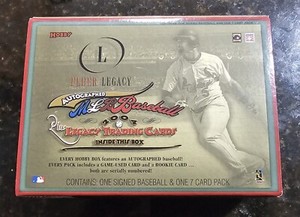 HOBBY
L
FLEER LEGACY
AUTOGRAPHED
MLB Baseball
2003
Plus
LEGACY TRADING CARDS
INSIDE THIS BOX
EVERY HOBBY BOX features an AUTOGRAPHED baseball!
EVERY PACK includes a GAME-USED CARD and a ROOKIE CARD ...
both are serially numbered!
CONTAINS: ONE SIGNED BASEBALL & ONE 7 CARD PACK